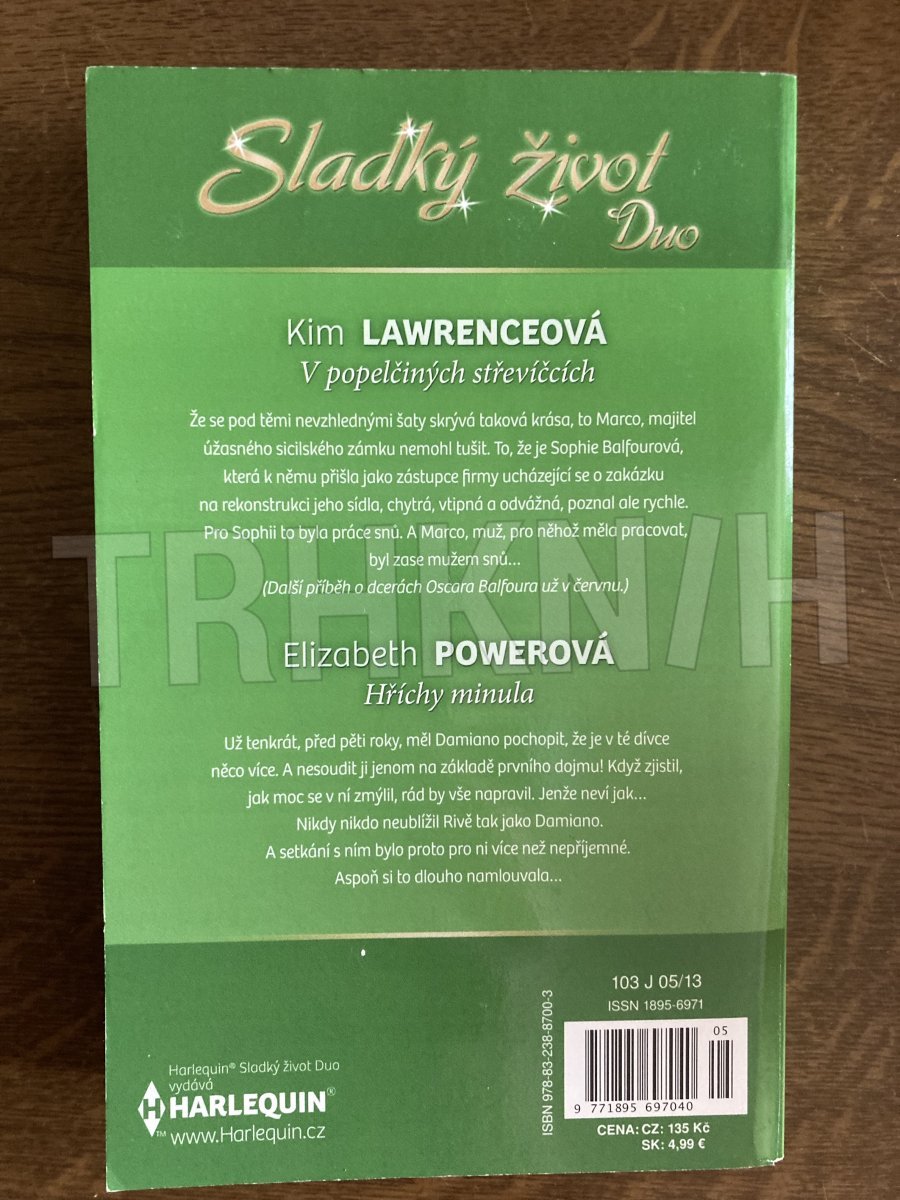 Sladký život
Duo
Kim LAWRENCEOVÁ
V popelčiných střevíčcích
Že se pod těmi nevzhlednými šaty skrývá taková krása, to Marco, majitel
úžasného sicilského zámku nemohl tušit. To, že je Sophie Balfourová,
která k němu přišla jako zástupce firmy ucházející se o zakázku
na rekonstrukci jeho sídla, chytrá, vtipná a odvážná, poznal ale rychle.
Pro Sophii to byla práce snů. A Marco, muž, pro něhož měla pracovat,
byl zase mužem snů...
(Další příběh o dcerách Oscara Balfoura už v červnu.)
TRHKNIH
Elizabeth POWEROVÁ
Hříchy minula
Už tenkrát, před pěti roky, měl Damiano pochopit, že je v té dívce
něco více. A nesoudit ji jenom na základě prvního dojmu! Když zjistil,
jak moc se v ní zmýlil, rád by vše napravil. Jenže neví jak...
Nikdy nikdo neublížil Rivě tak jako Damiano.
A setkání s ním bylo proto pro ni více než nepříjemné.
Aspoň si to dlouho namlouvala...
103 J 05/13
ISSN 1895-6971
ISBN 978-83-238-8700-3
05
9 771895 697040
CENA: CZ: 135 Kč
SK: 4,99 €
Harlequin® Sladký život Duo
vydává
HARLEQUIN®
™ www.Harlequin.cz